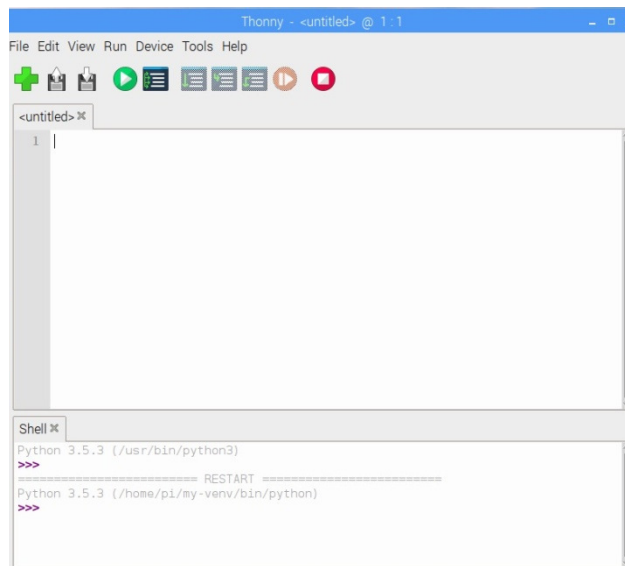 Thonny - <untitled> @ 1:1
File Edit View Run Device Tools Help
<untitled>
1
Shell
Python 3.5.3 (/usr/bin/python3)
>>>
========================= RESTART =========================
Python 3.5.3 (/home/pi/my-venv/bin/python)
>>>